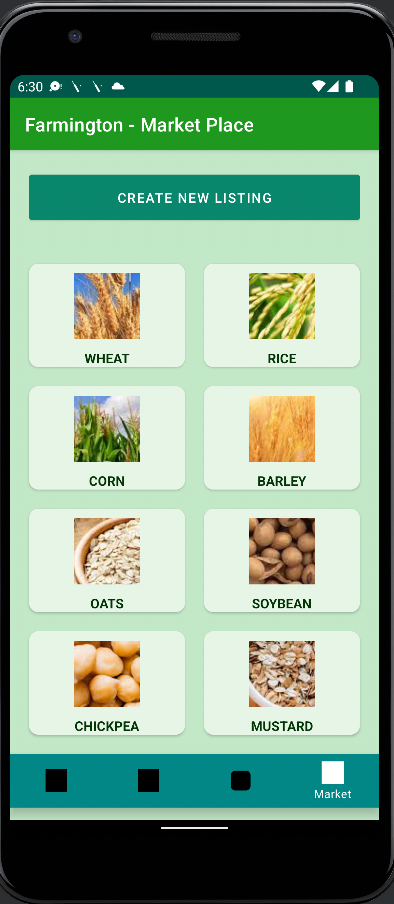 6:30
Farmington - Market Place
CREATE NEW LISTING
WHEAT
RICE
CORN
BARLEY
OATS
SOYBEAN
CHICKPEA
MUSTARD
Market